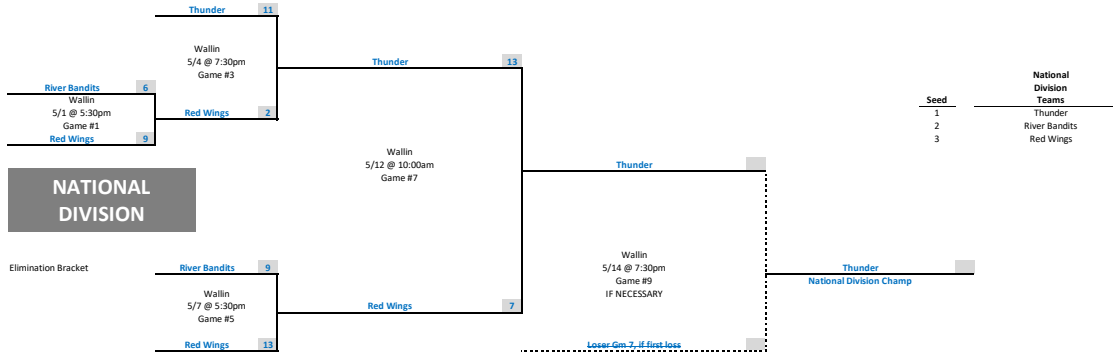 Thunder 11
Wallin
5/4 @ 7:30pm
Game #3
Thunder 13
River Bandits 6
Wallin
5/1 @ 5:30pm
Game #1
Red Wings 9
Red Wings 2
National
Division
Seed Teams
1 Thunder
2 River Bandits
3 Red Wings
Wallin
5/12 @ 10:00am
Game #7
Thunder
NATIONAL
DIVISION
Elimination Bracket
River Bandits 9
Wallin
5/7 @ 5:30pm
Game #5
Red Wings 13
Red Wings 7
Wallin
5/14 @ 7:30pm
Game #9
IF NECESSARY
Thunder
National Division Champ
Loser Gm 7, if first loss